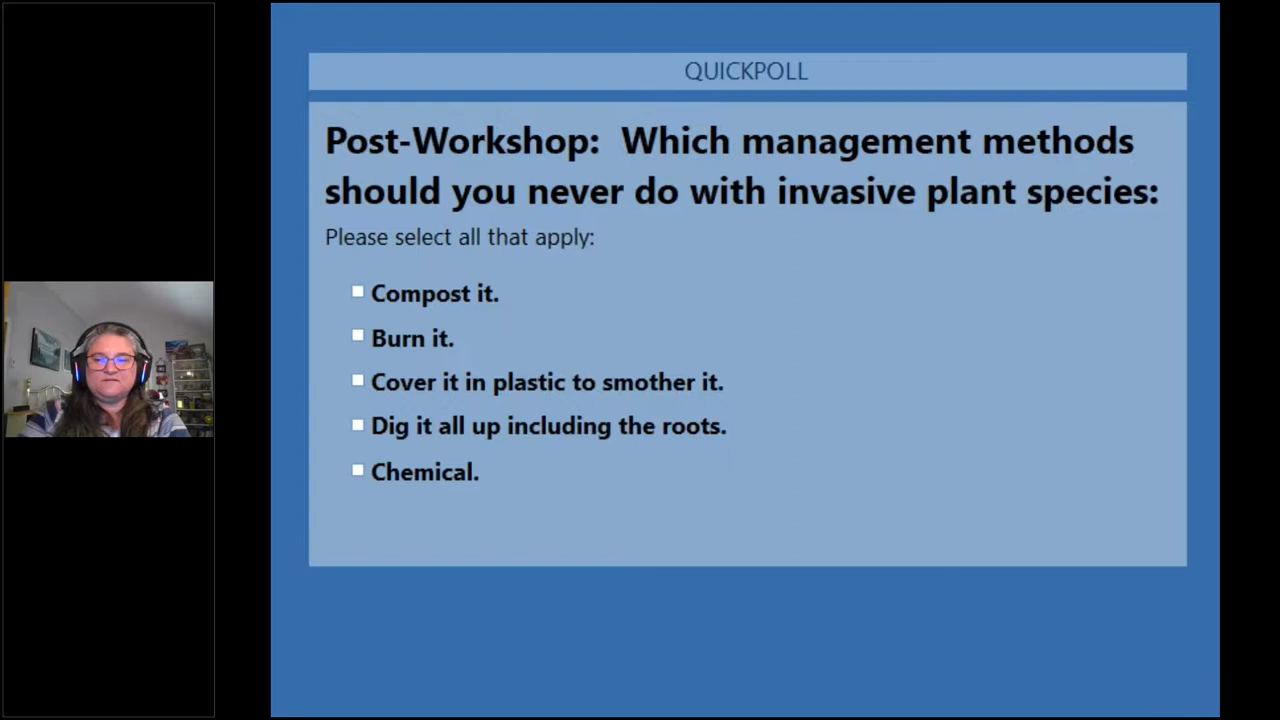 QUICKPOLL
Post-Workshop:  Which management methods
should you never do with invasive plant species:
Please select all that apply:
Compost it.
Burn it.
Cover it in plastic to smother it.
Dig it all up including the roots.
Chemical.